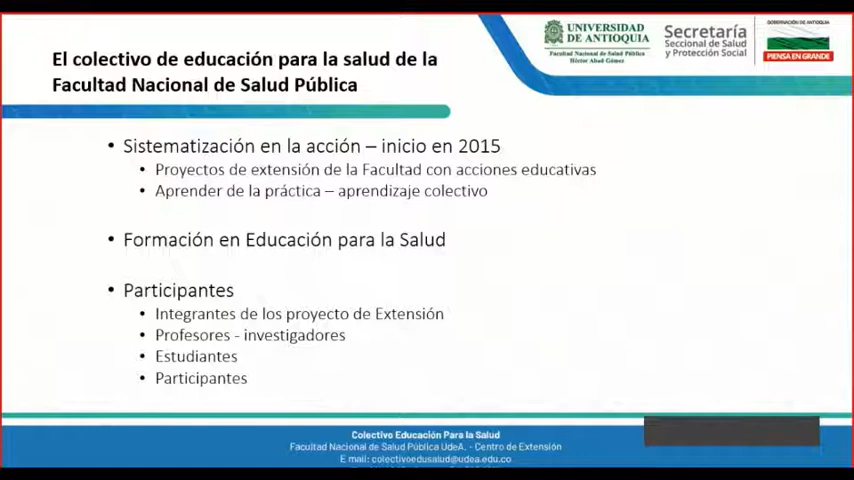 El colectivo de educación para la salud de la
Facultad Nacional de Salud Pública
UNIVERSIDAD
DE ANTIOQUIA
Facultad Nacional de Salud Pública
Héctor Abad Gómez
Secretaría
Seccional de Salud
y Protección Social
GOBERNACIÓN DE ANTIOQUIA
PIENSA EN GRANDE
• Sistematización en la acción – inicio en 2015
• Proyectos de extensión de la Facultad con acciones educativas
• Aprender de la práctica – aprendizaje colectivo
• Formación en Educación para la Salud
• Participantes
• Integrantes de los proyecto de Extensión
• Profesores - investigadores
• Estudiantes
• Participantes
Colectivo Educación Para la Salud
Facultad Nacional de Salud Pública UdeA. - Centro de Extensión
E mail: colectivoedusalud@udea.edu.co